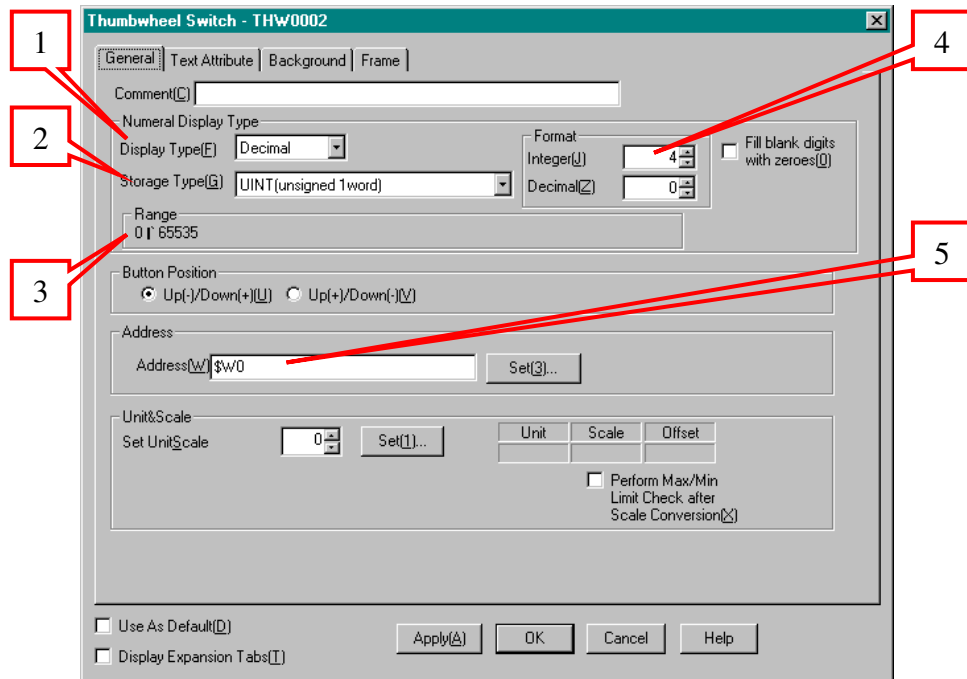 Thumbwheel Switch - THW0002
1
4
General Text Attribute Background Frame
Comment(C)
2
Numeral Display Type
Display Type(F) Decimal
Storage Type(G) UINT(unsigned 1word)
Format
Integer(J) 4
Decimal(Z) 0
Fill blank digits
with zeroes(0)
Range
0 65535
3
5
Button Position
Up(-)/Down(+)(U) Up(+)/Down(-)(V)
Address
Address(W) $W0 Set(3)...
Unit&Scale
Set UnitScale 0 Set(1)...
Unit Scale Offset
Perform Max/Min
Limit Check after
Scale Conversion(X)
Use As Default(D)
Display Expansion Tabs(T)
Apply(A) OK Cancel Help